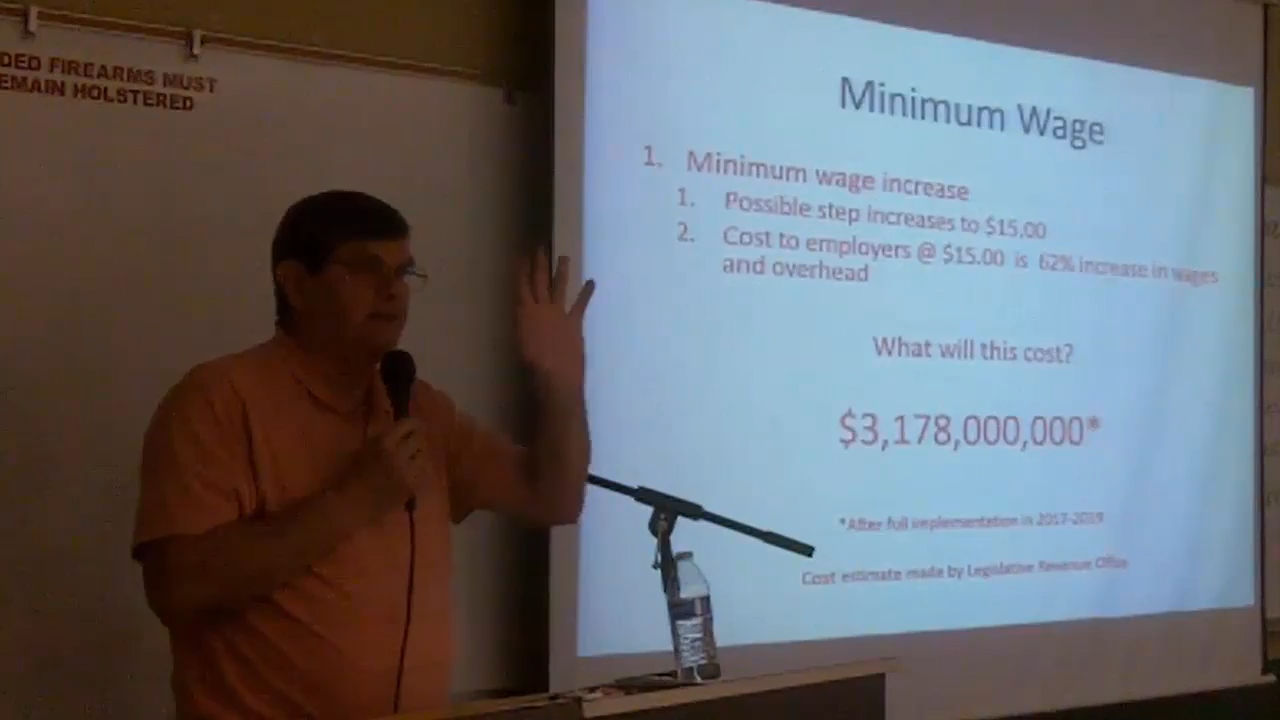 DED FIREARMS MUST
EMAIN HOLSTERED
Minimum Wage
1. Minimum wage increase
1. Possible step increases to $15.00
2. Cost to employers @ $15.00 is 62% increase in wages
and overhead
What will this cost?
$3,178,000,000*
*After full implementation in 2017-2019
Cost estimate made by Legislative Revenue Office